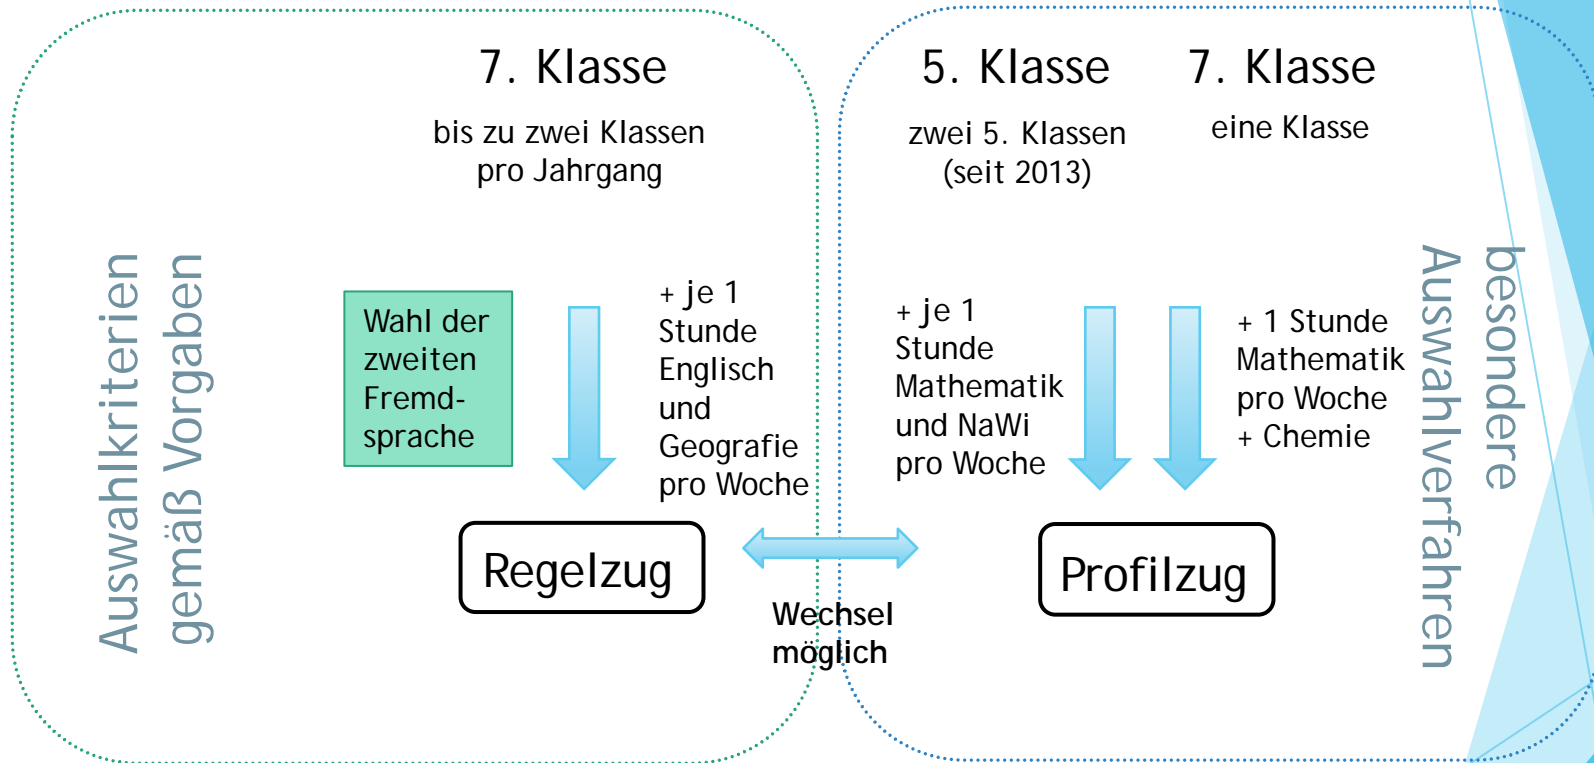 Auswahlkriterien
gemäß Vorgaben
7. Klasse
bis zu zwei Klassen
pro Jahrgang
Wahl der
zweiten
Fremd-
sprache
+ je 1
Stunde
Englisch
und
Geografie
pro Woche
Regelzug
Wechsel
möglich
5. Klasse
zwei 5. Klassen
(seit 2013)
+ je 1
Stunde
Mathematik
und NaWi
pro Woche
7. Klasse
eine Klasse
+ 1 Stunde
Mathematik
pro Woche
+ Chemie
Profilzug
besondere
Auswahlverfahren